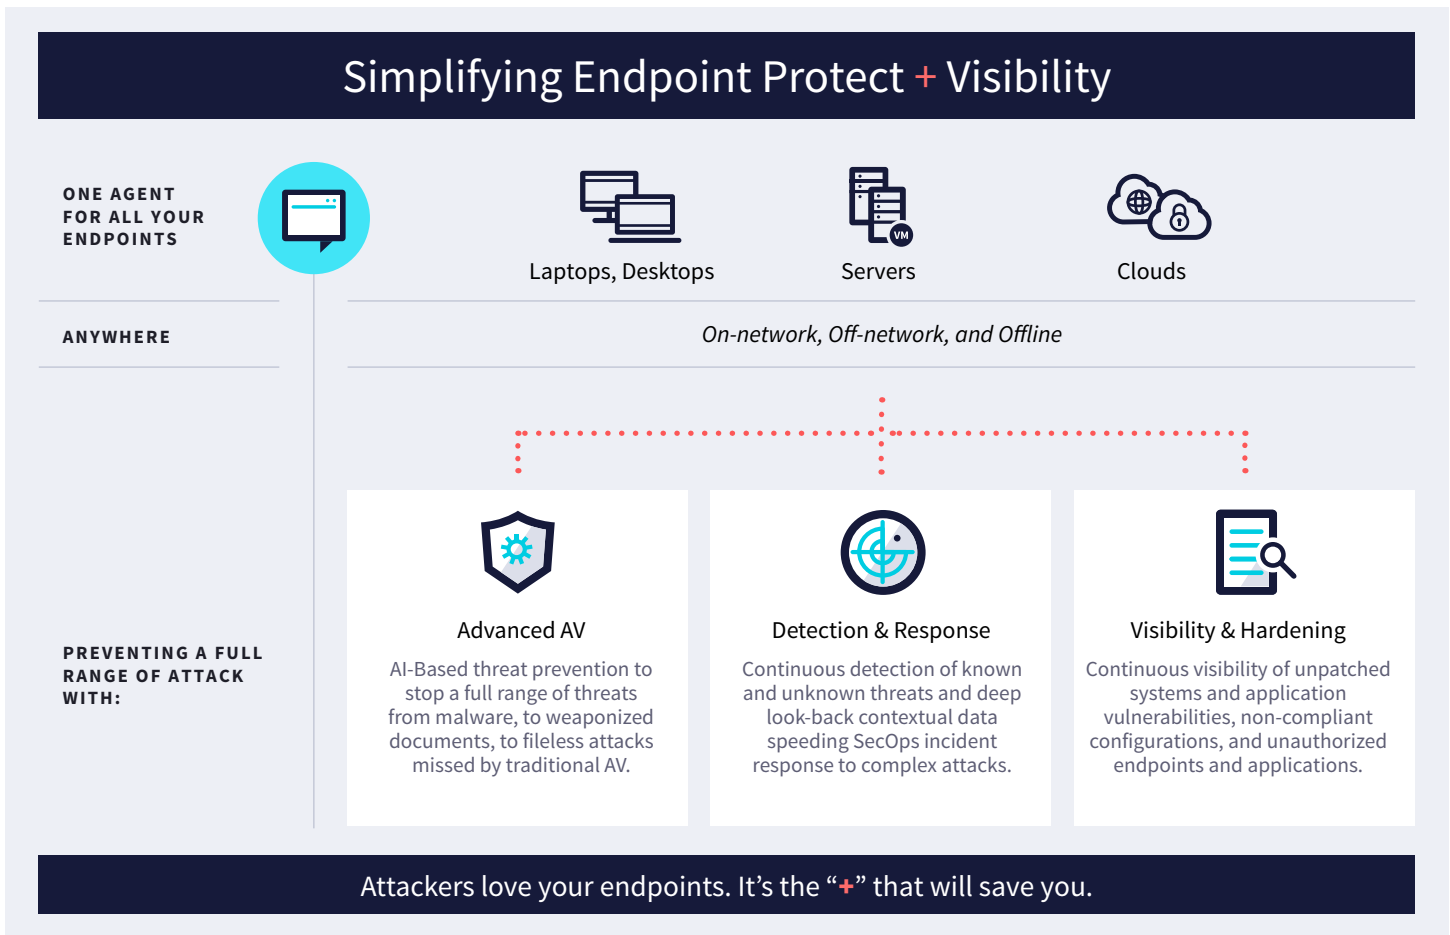 Simplifying Endpoint Protect + Visibility
ONE AGENT
FOR ALL YOUR
ENDPOINTS
VM
Laptops, Desktops
Servers
Clouds
ANYWHERE
On-network, Off-network, and Offline
PREVENTING A FULL
RANGE OF ATTACK
WITH:
Advanced AV
AI-Based threat prevention to
stop a full range of threats
from malware, to weaponized
documents, to fileless attacks
missed by traditional AV.
Detection & Response
Continuous detection of known
and unknown threats and deep
look-back contextual data
speeding SecOps incident
response to complex attacks.
Visibility & Hardening
Continuous visibility of unpatched
systems and application
vulnerabilities, non-compliant
configurations, and unauthorized
endpoints and applications.
Attackers love your endpoints. It’s the “+” that will save you.